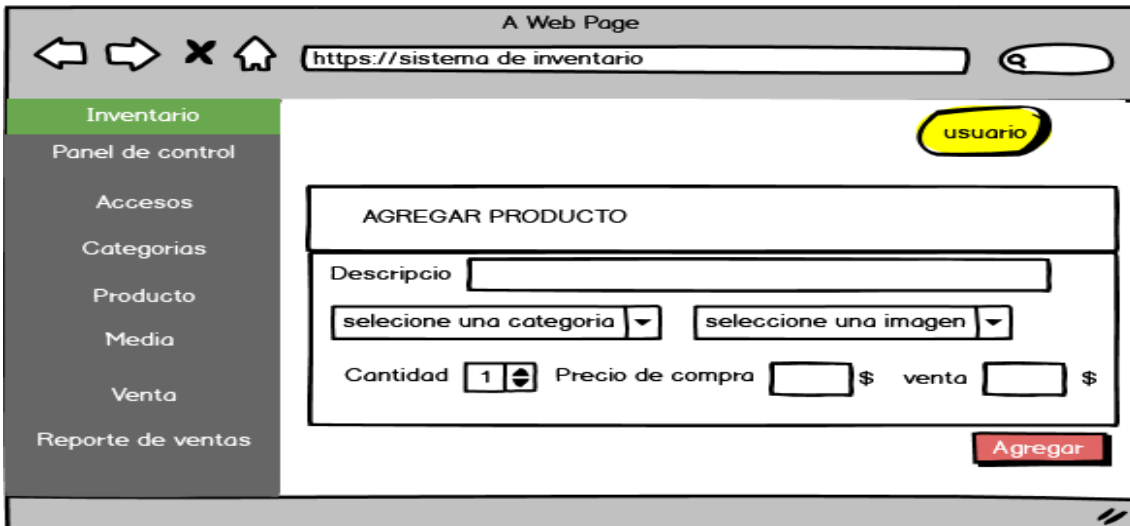 A Web Page
https://sistema de inventario
Inventario
usuario
Panel de control
Accesos
Categorias
Producto
Media
Venta
Reporte de ventas
AGREGAR PRODUCTO
Descripcio
selecione una categoria
seleccione una imagen
Cantidad 1 Precio de compra $ venta $
Agregar